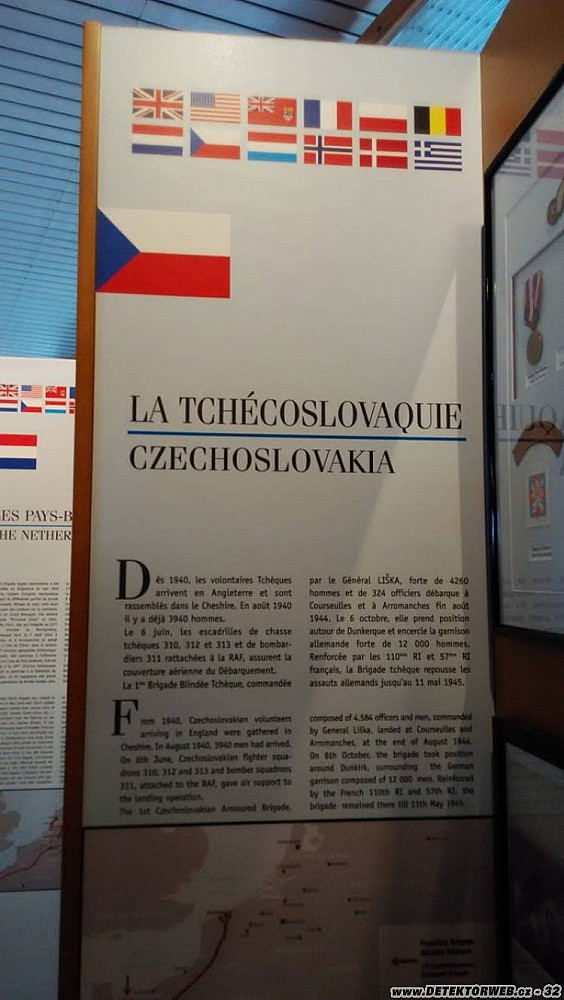 LA TCHÉCOSLOVAQUIE
CZECHOSLOVAKIA
Dès 1940, les volontaires Tchèques
arrivent en Angleterre et sont
rassemblés dans le Cheshire. En août 1940
il y a déjà 3940 hommes.
Le 6 juin, les escadrilles de chasse
tchèques 310, 312 et 313 et de bombar-
diers 311 rattachées à la RAF, assurent la
couverture aérienne du Débarquement.
La 1ère Brigade Blindée Tchèque, commandée
par le Général LIŠKA, forte de 4260
hommes et de 324 officiers débarque à
Courseulles et à Arromanches fin août
1944. Le 6 octobre, elle prend position
autour de Dunkerque et encercle la garnison
allemande forte de 12 000 hommes.
Renforcée par les 110ème RI et 57ème RI
français, la Brigade tchèque repousse les
assauts allemands jusqu'au 11 mai 1945.
From 1940, Czechoslovakian volunteers
arriving in England were gathered in
Cheshire. In August 1940, 3940 men had arrived.
On 6th June, Czechoslovakian fighter squa-
drons 310, 312 and 313 and bomber squadrons
311, attached to the RAF, gave air support to
the landing operation.
The 1st Czechoslovakian Armoured Brigade,
composed of 4,584 officers and men, commanded
by General Liška, landed at Courseulles and
Arromanches, at the end of August 1944.
On 6th October, the brigade took position
around Dunkirk, surrounding the German
garrison composed of 12 000 men. Reinforced
by the French 110th RI and 57th RI, the
brigade remained there till 11th May 1945.
ES PAYS-B
HE NETHER
www.DETEKTORWEB.cz - 32